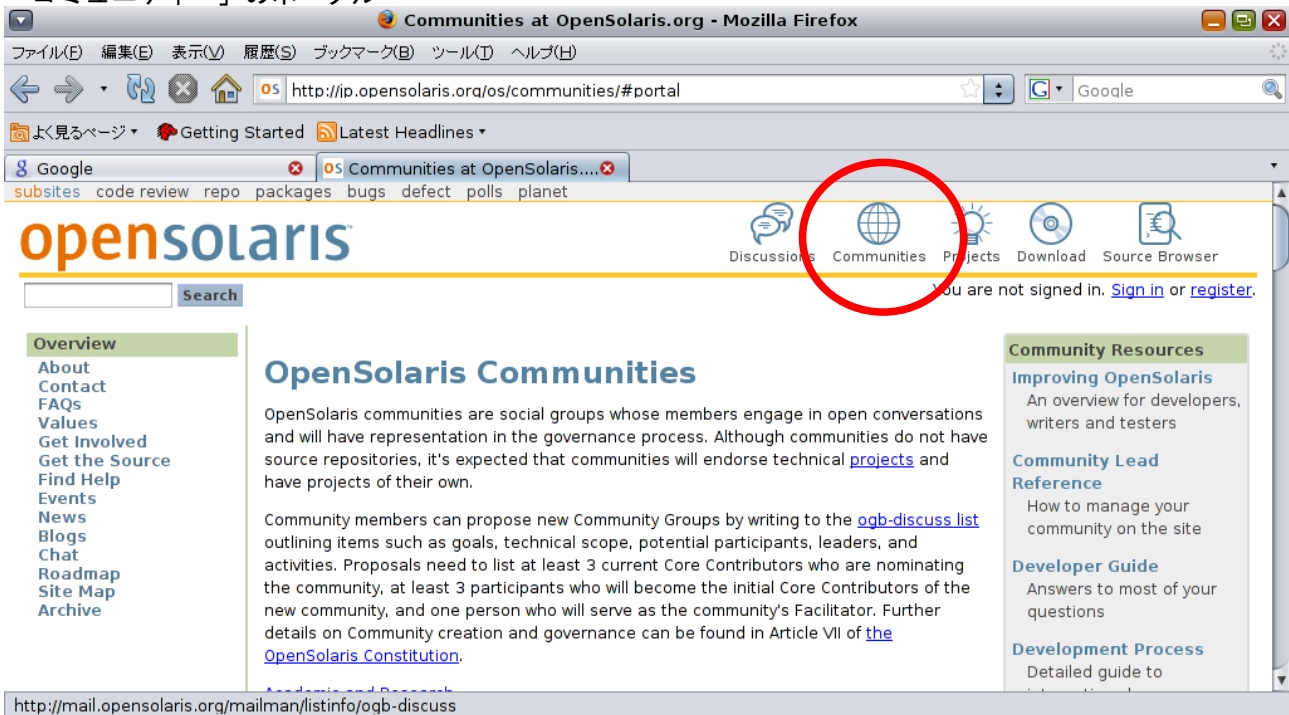 Communities at OpenSolaris.org - Mozilla Firefox
ファイル(F) 編集(E) 表示(V) 履歴(S) ブックマーク(B) ツール(T) ヘルプ(H)
os http://jp.opensolaris.org/os/communities/#portal G Google
よく見るページ Getting Started Latest Headlines
8 Google os Communities at OpenSolaris....
subsites code review repo packages bugs defect polls planet
opensolaris
Discussions Communities Projects Download Source Browser
Search
You are not signed in. Sign in or register.
Overview
About
Contact
FAQs
Values
Get Involved
Get the Source
Find Help
Events
News
Blogs
Chat
Roadmap
Site Map
Archive
OpenSolaris Communities
OpenSolaris communities are social groups whose members engage in open conversations
and will have representation in the governance process. Although communities do not have
source repositories, it's expected that communities will endorse technical projects and
have projects of their own.
Community members can propose new Community Groups by writing to the ogb-discuss list
outlining items such as goals, technical scope, potential participants, leaders, and
activities. Proposals need to list at least 3 current Core Contributors who are nominating
the community, at least 3 participants who will become the initial Core Contributors of the
new community, and one person who will serve as the community's Facilitator. Further
details on Community creation and governance can be found in Article VII of the
OpenSolaris Constitution.
Academic and Research
Community Resources
Improving OpenSolaris
An overview for developers,
writers and testers
Community Lead
Reference
How to manage your
community on the site
Developer Guide
Answers to most of your
questions
Development Process
Detailed guide to
http://mail.opensolaris.org/mailman/listinfo/ogb-discuss